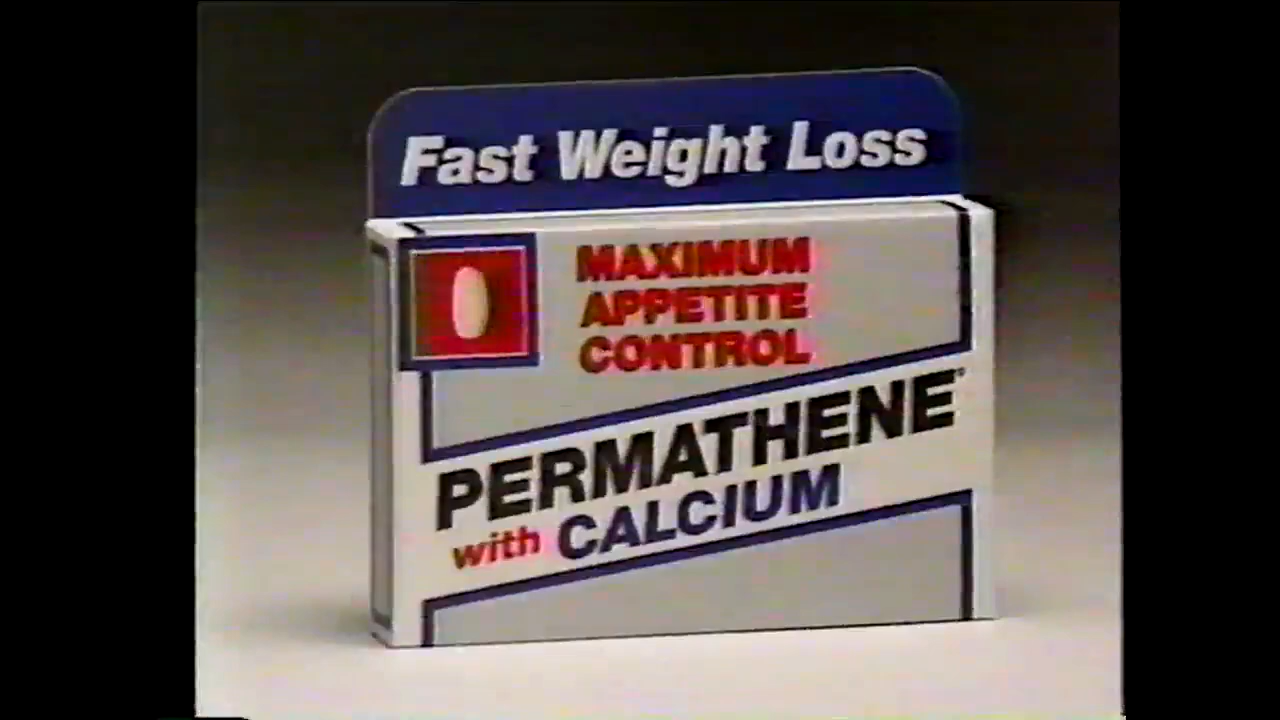 Fast Weight Loss
MAXIMUM
APPETITE
CONTROL
PERMATHENE®
with CALCIUM